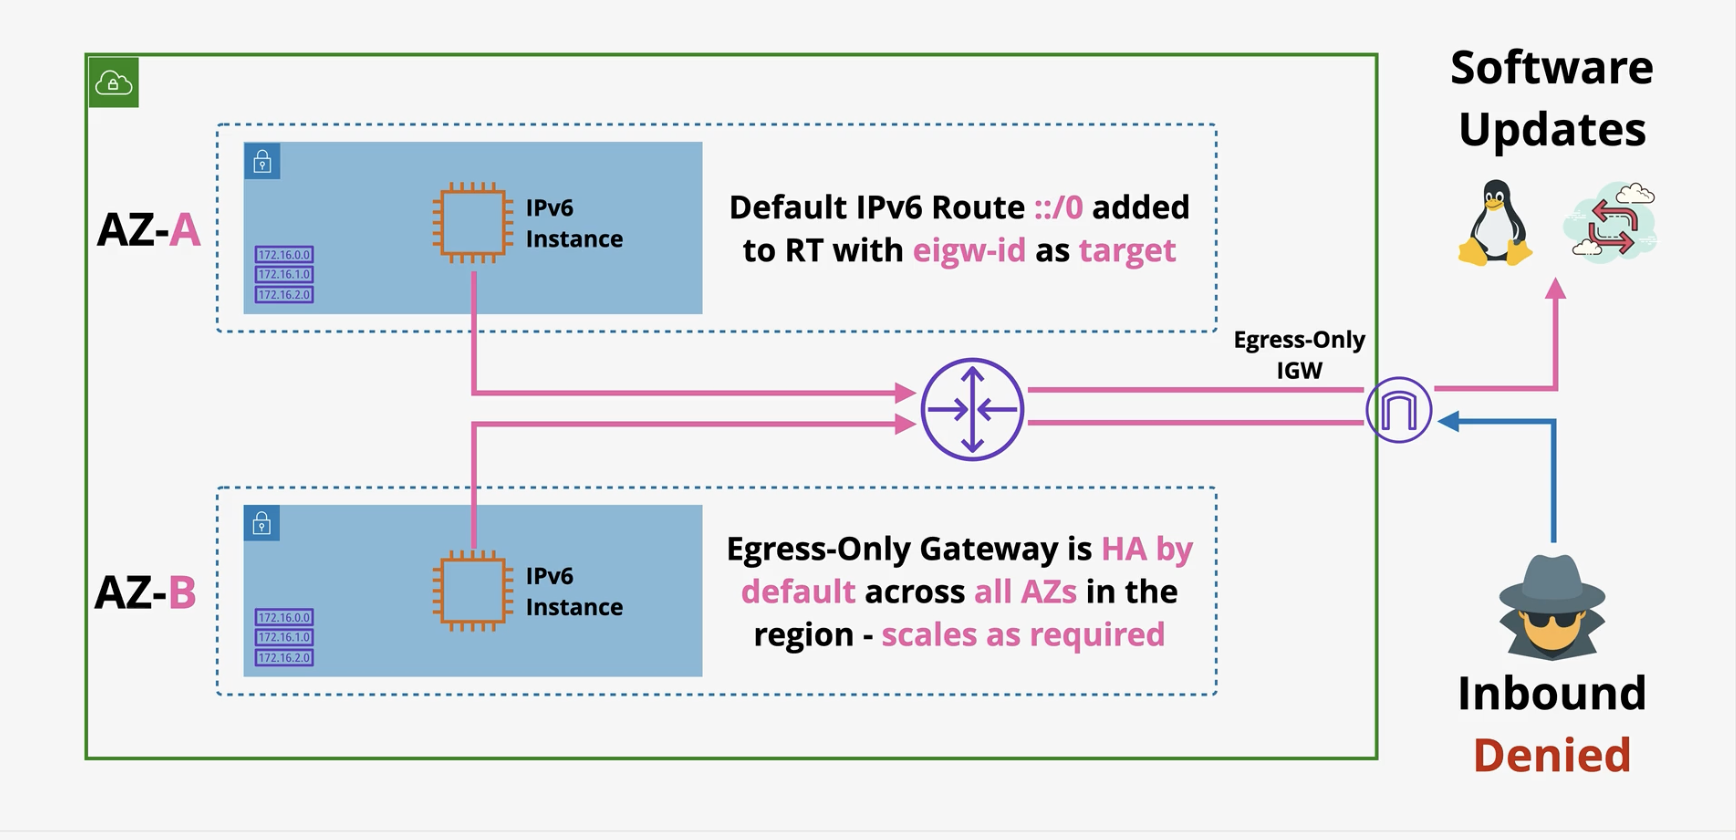 Software
Updates
AZ-A
IPv6
Instance
172.16.0.0
172.16.1.0
172.16.2.0
Default IPv6 Route ::/0 added
to RT with eigw-id as target
Egress-Only
IGW
AZ-B
IPv6
Instance
172.16.0.0
172.16.1.0
172.16.2.0
Egress-Only Gateway is HA by
default across all AZs in the
region - scales as required
Inbound
Denied